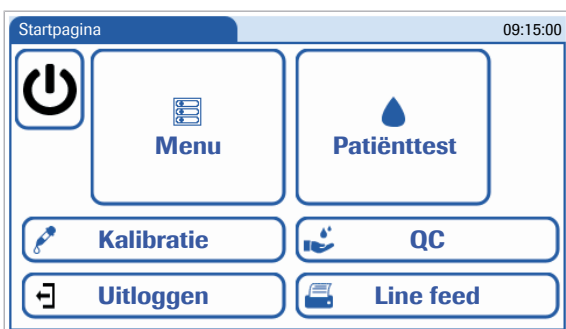 Startpagina 09:15:00
Menu Patiënttest
Kalibratie QC
Uitloggen Line feed